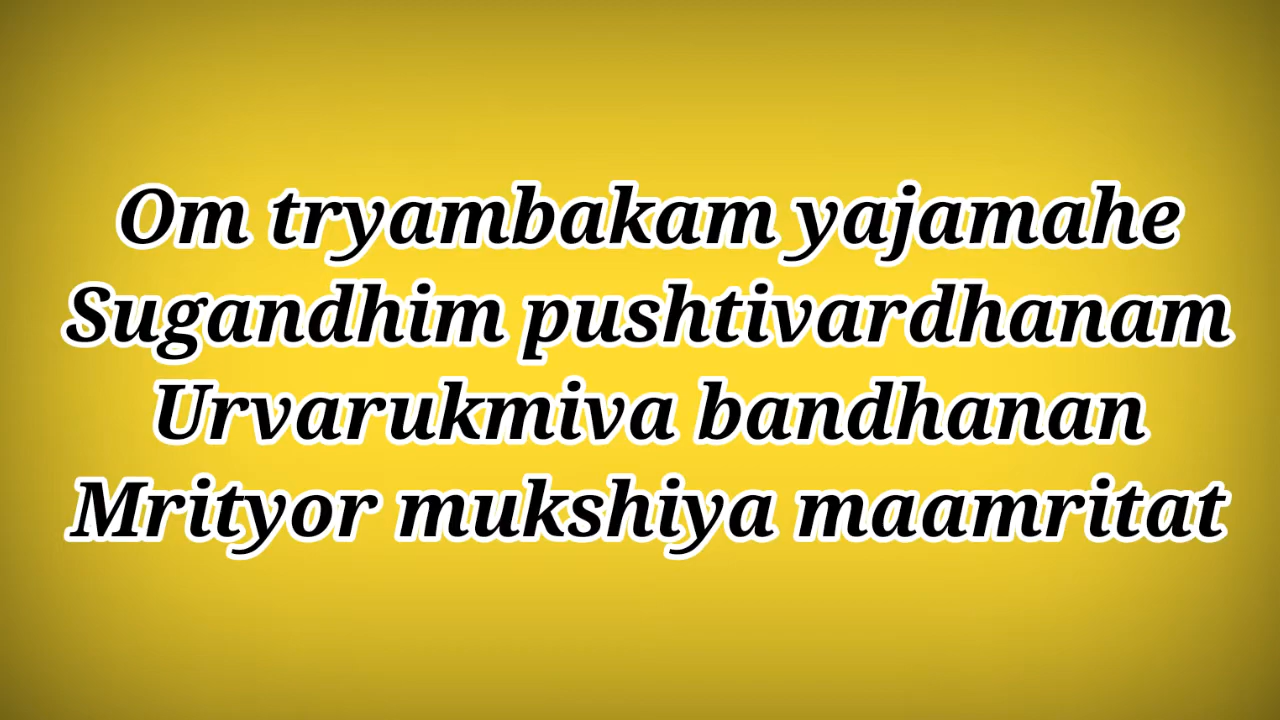 Om tryambakam yajamahe
Sugandhim pushtivardhanam
Urvarukmiva bandhanan
Mrityor mukshiya maamritat